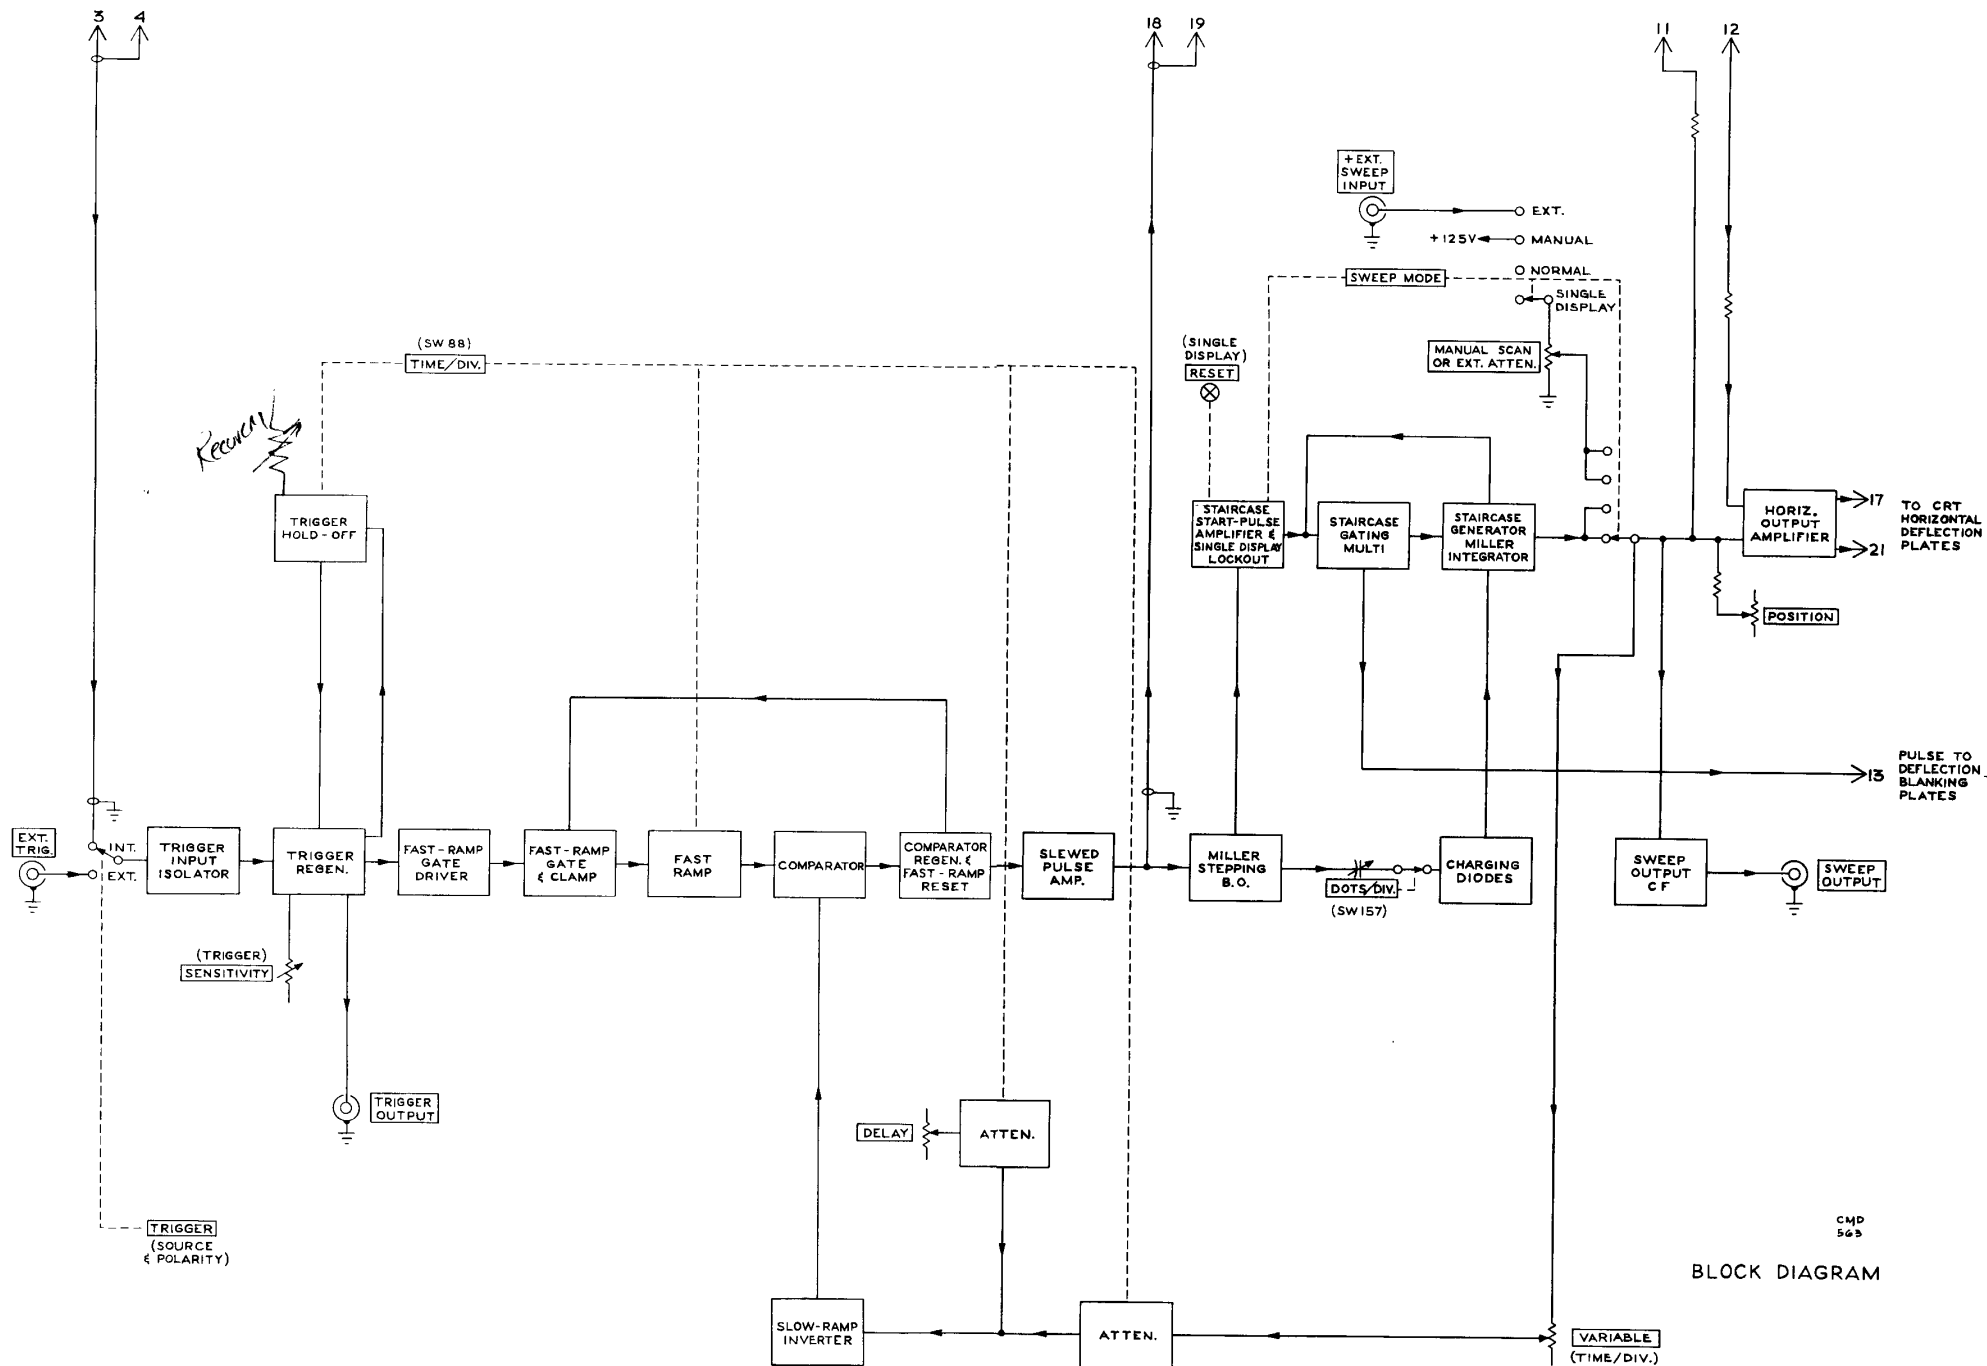 3
4
18
19
11
12
+ EXT.
SWEEP
INPUT
EXT.
+125V
MANUAL
NORMAL
SWEEP MODE
SINGLE
DISPLAY
(SW 88)
TIME/DIV.
(SINGLE
DISPLAY)
RESET
MANUAL SCAN
OR EXT. ATTEN.
Recovery
TRIGGER
HOLD-OFF
STAIRCASE
START-PULSE
AMPLIFIER &
SINGLE DISPLAY
LOCKOUT
STAIRCASE
GATING
MULTI
STAIRCASE
GENERATOR
MILLER
INTEGRATOR
HORIZ.
OUTPUT
AMPLIFIER
17
21
TO CRT
HORIZONTAL
DEFLECTION
PLATES
POSITION
13
PULSE TO
DEFLECTION
BLANKING
PLATES
EXT.
TRIG.
INT.
EXT.
TRIGGER
INPUT
ISOLATOR
TRIGGER
REGEN.
FAST-RAMP
GATE
DRIVER
FAST-RAMP
GATE
& CLAMP
FAST
RAMP
COMPARATOR
COMPARATOR
REGEN. &
FAST-RAMP
RESET
SLEWED
PULSE
AMP.
MILLER
STEPPING
B.O.
DOTS/DIV.
(SW157)
CHARGING
DIODES
SWEEP
OUTPUT
CF
SWEEP
OUTPUT
(TRIGGER)
SENSITIVITY
TRIGGER
OUTPUT
DELAY
ATTEN.
TRIGGER
(SOURCE
& POLARITY)
SLOW-RAMP
INVERTER
ATTEN.
VARIABLE
(TIME/DIV.)
CMD
563
BLOCK DIAGRAM